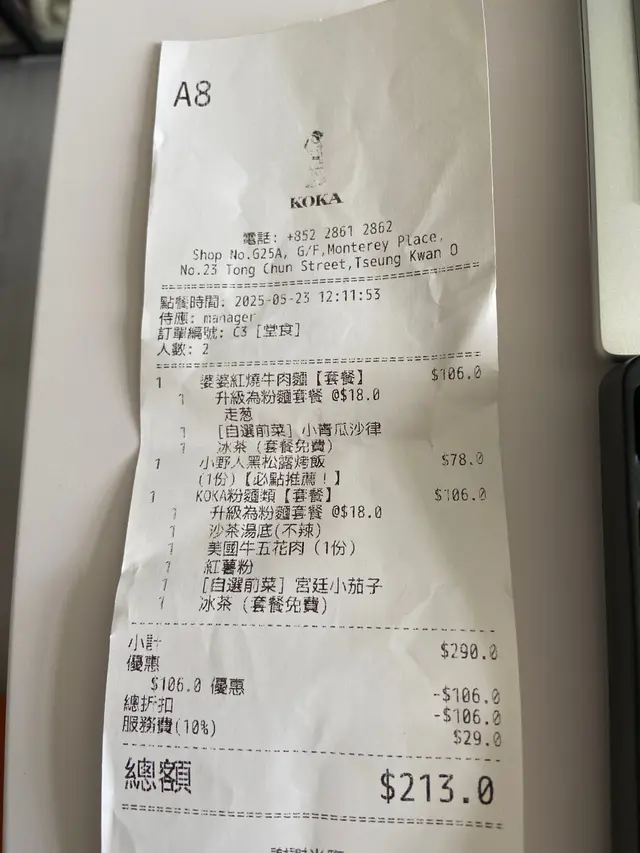 A8
KOKA
電話: +852 2861 2862
Shop No.G25A, G/F,Monterey Place,
No.23 Tong Chun Street,Tseung Kwan O
點餐時間: 2025-05-23 12:11:53
侍應: manager
訂單編號: C3 [堂食]
人數: 2
1 婆婆紅燒牛肉麵【套餐】 $106.0
1 升級為粉麵套餐 @$18.0
走葱
1 [自選前菜] 小青瓜沙律
1 冰茶 (套餐免費)
1 小野人黑松露烤飯 $78.0
(1份)【必點推薦!】
1 KOKA粉麵類【套餐】 $106.0
1 升級為粉麵套餐 @$18.0
1 沙茶湯底(不辣)
1 美國牛五花肉 (1份)
1 紅薯粉
1 [自選前菜] 宮廷小茄子
1 冰茶 (套餐免費)
小計 $290.0
優惠
$106.0 優惠 -$106.0
總折扣 -$106.0
服務費(10%) $29.0
總額 $213.0